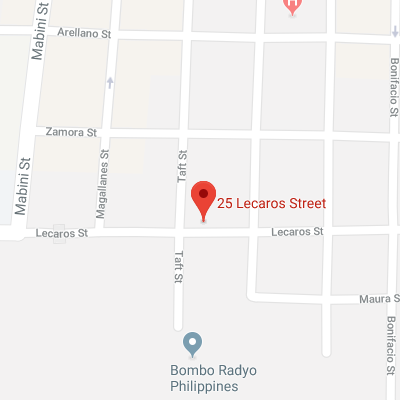 H
Arellano St
Mabini St
Bonifacio St
Zamora St
Taft St
Magallanes St
Mabini St
25 Lecaros Street
Lecaros St
Lecaros St
Taft St
Maura S
Bonifacio St
Bombo Radyo
Philippines